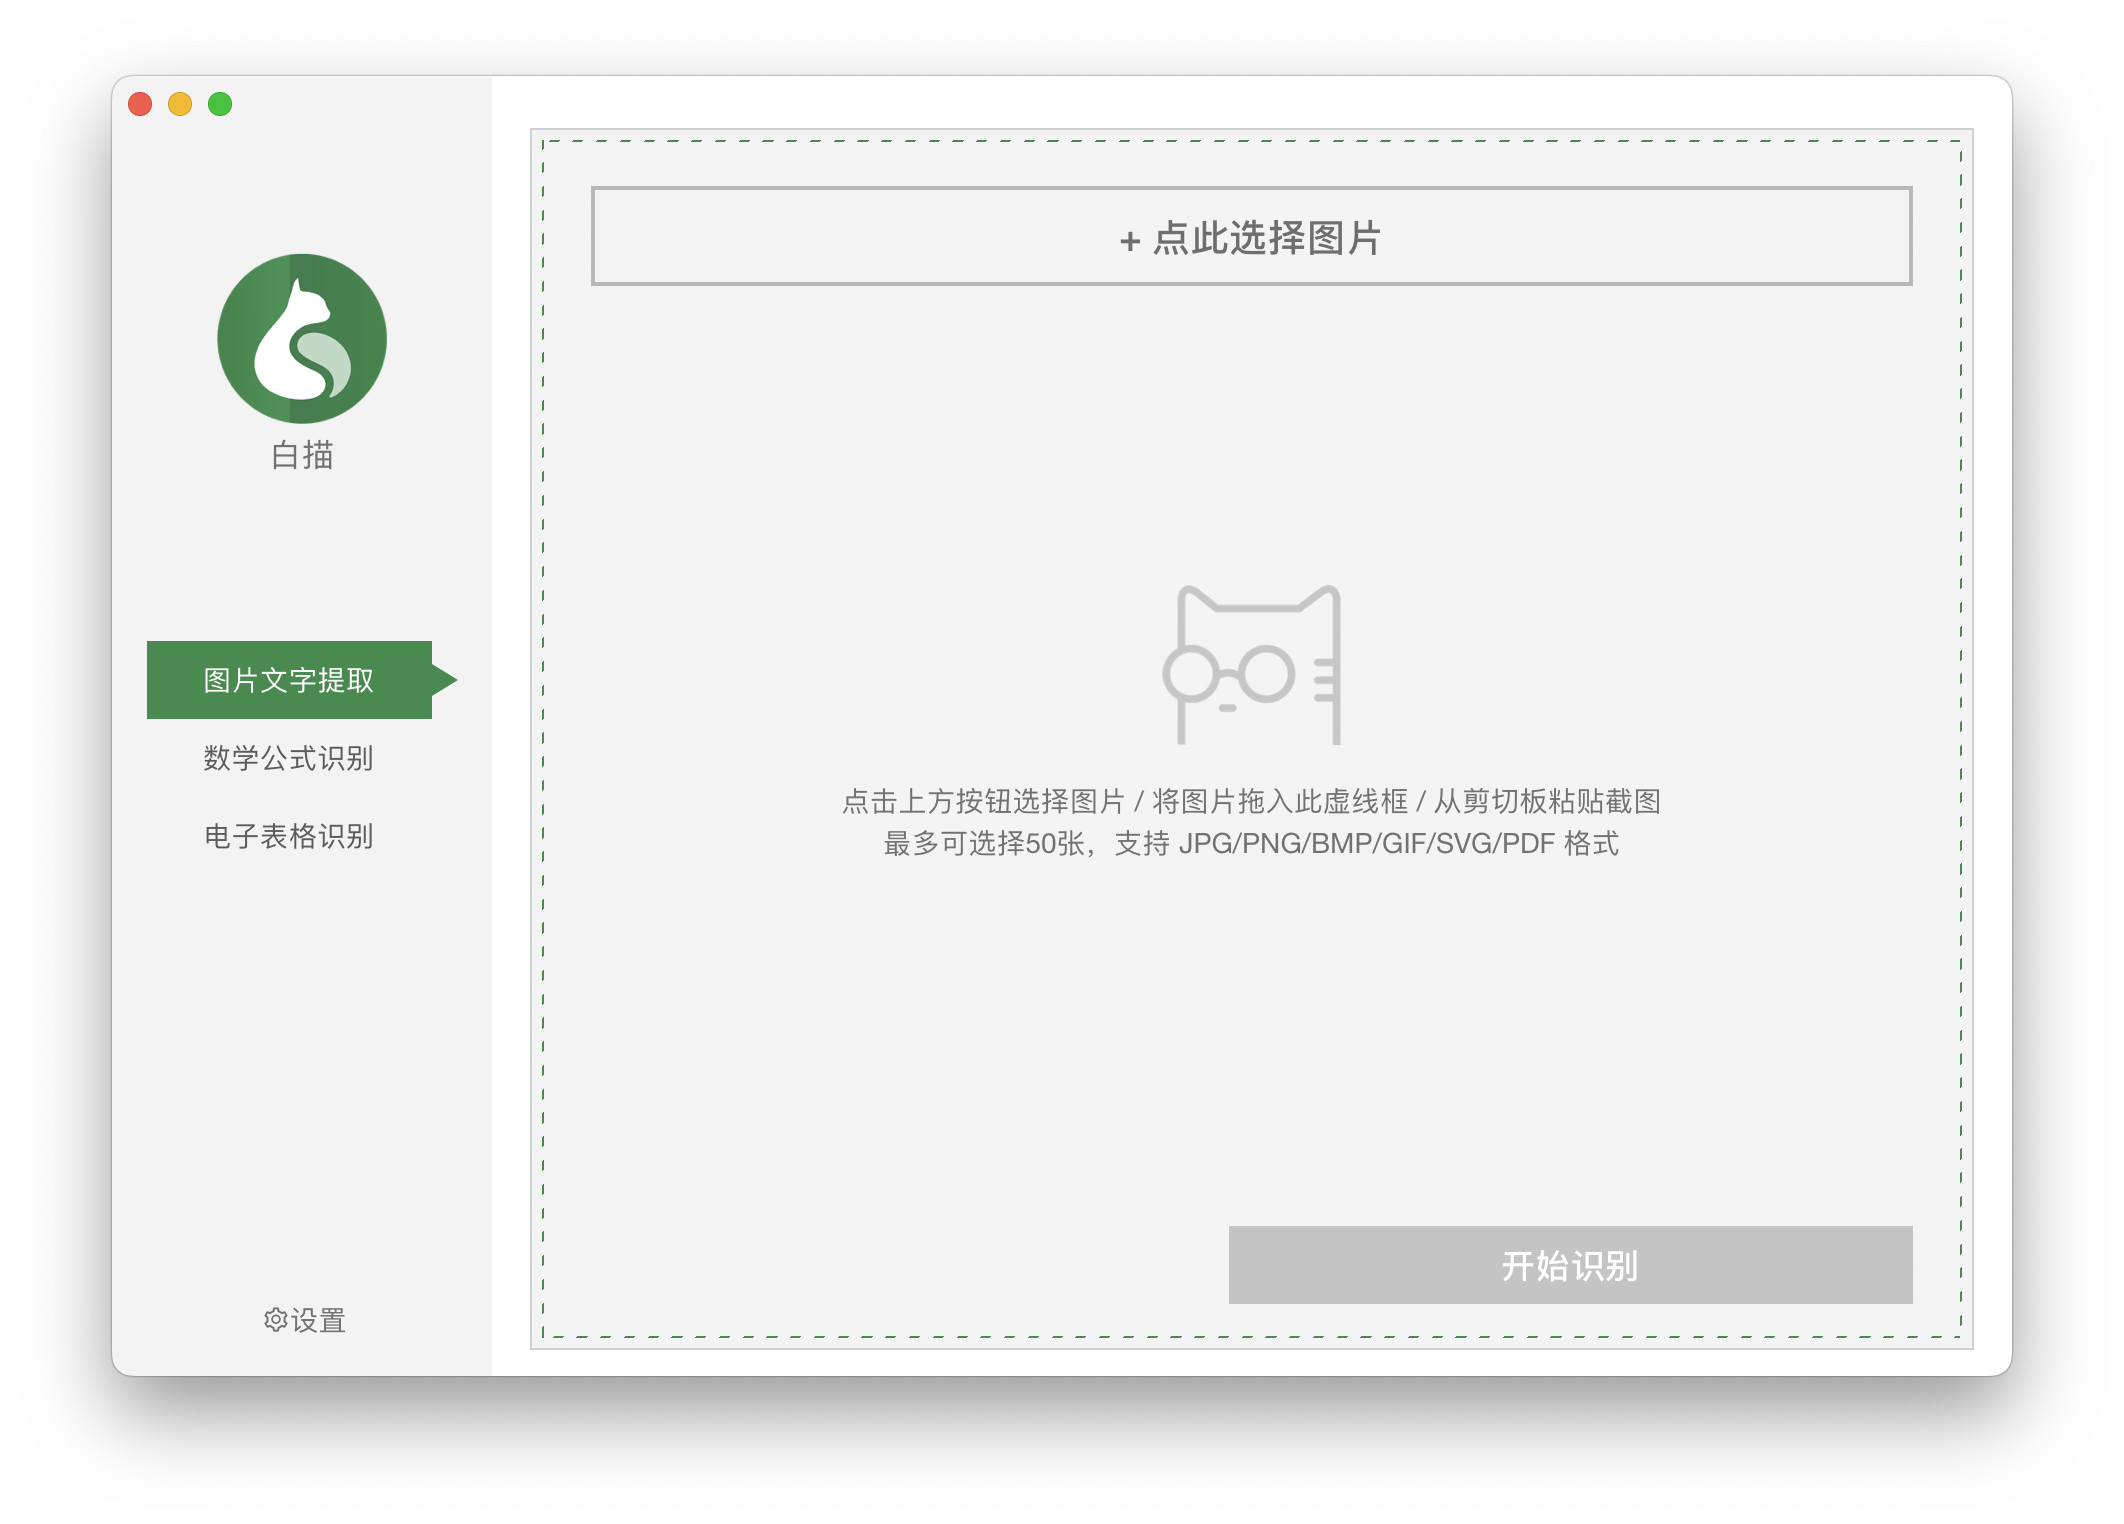 白描
图片文字提取
数学公式识别
电子表格识别
设置
+ 点此选择图片
点击上方按钮选择图片 / 将图片拖入此虚线框 / 从剪切板粘贴截图
最多可选择50张，支持 JPG/PNG/BMP/GIF/SVG/PDF 格式
开始识别